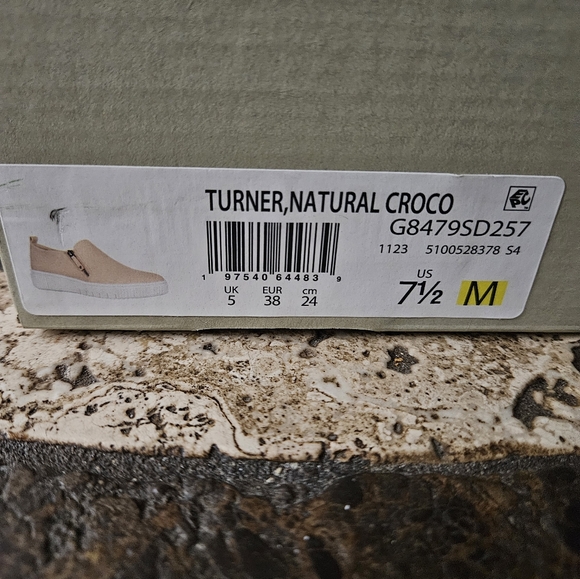 TURNER,NATURAL CROCO
G8479SD257
1123 5100528378 S4
1 97540 64483 9
UK EUR cm
5 38 24
US
7½ M